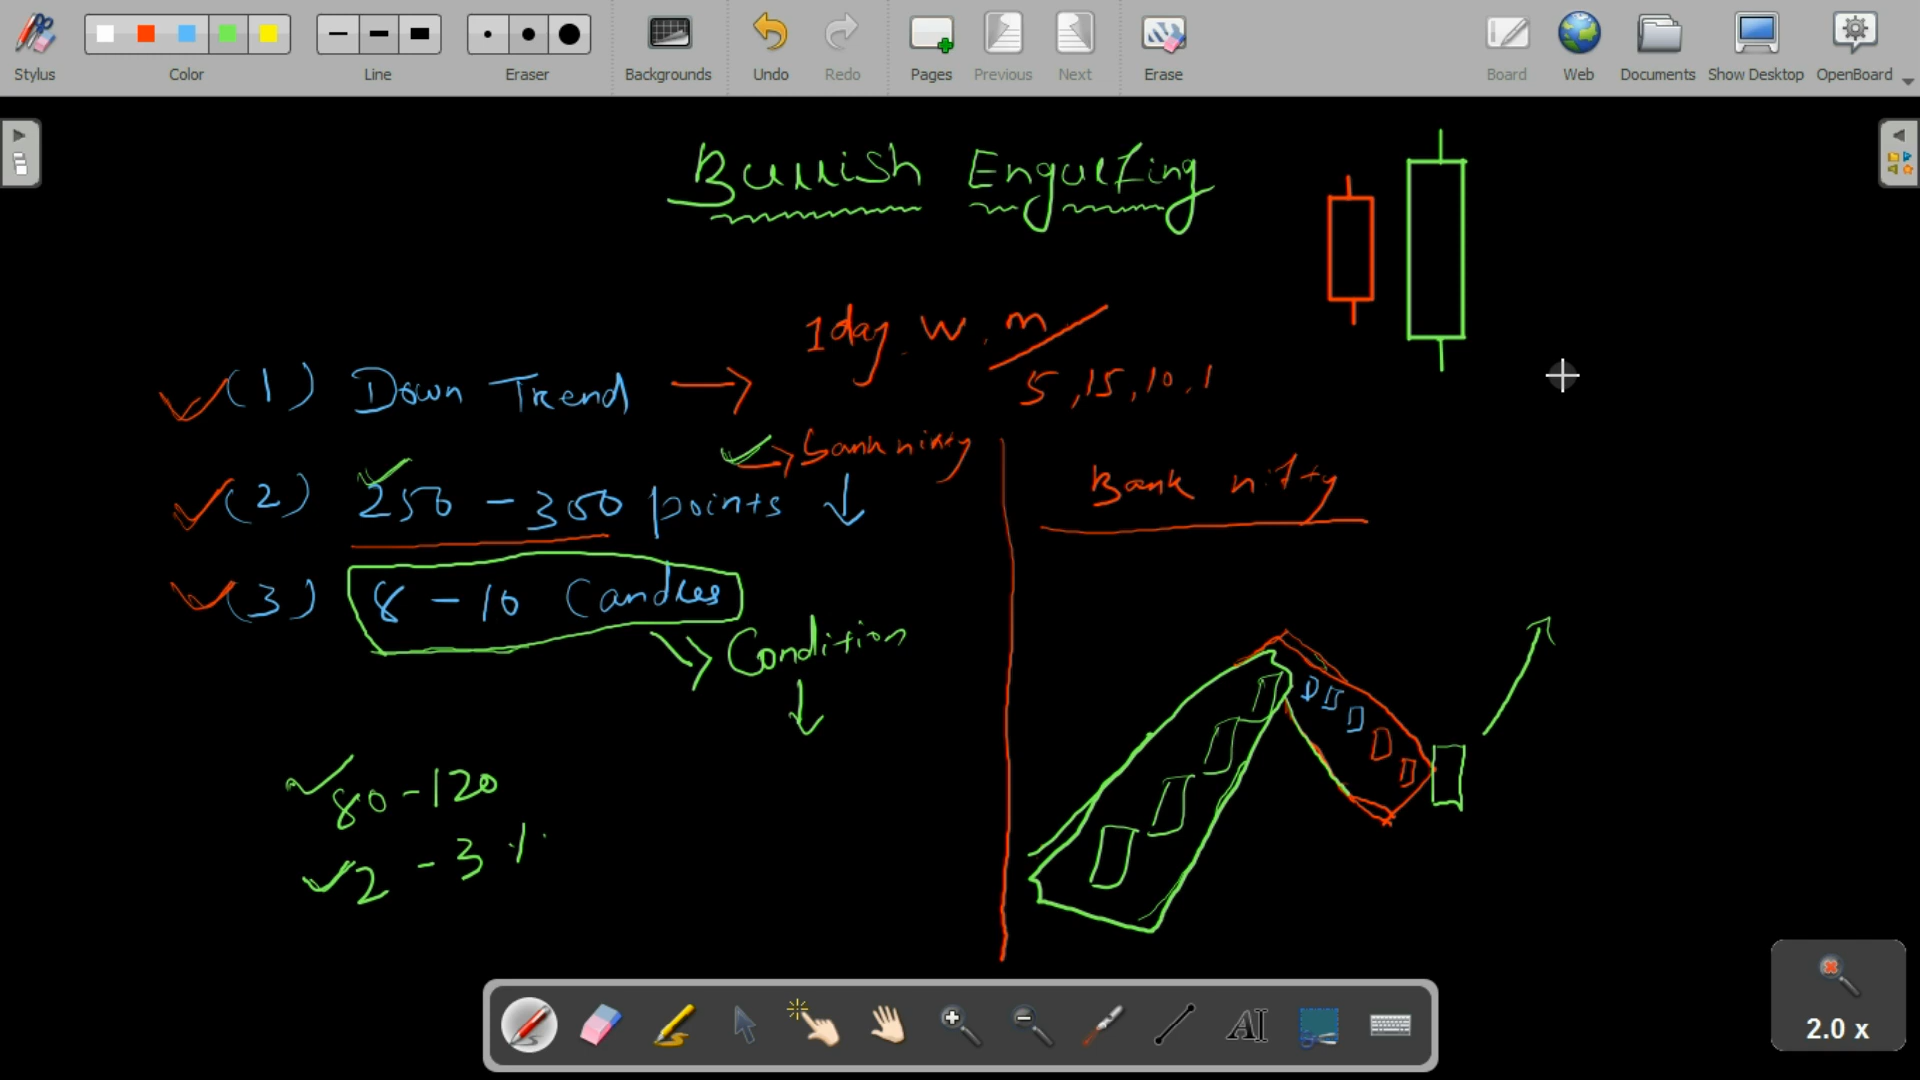 Stylus Color Line Eraser Backgrounds Undo Redo Pages Previous Next Erase Board Web Documents Show Desktop OpenBoard
Bullish Engulfing
1day. W. m
5, 15, 10, 1
(1) Down Trend →
→ bank nifty
(2) 250 - 350 points ↓
(3) 8 - 10 Candles
Condition
↓
80 - 120
2 - 3 %
Bank nifty
2.0 x